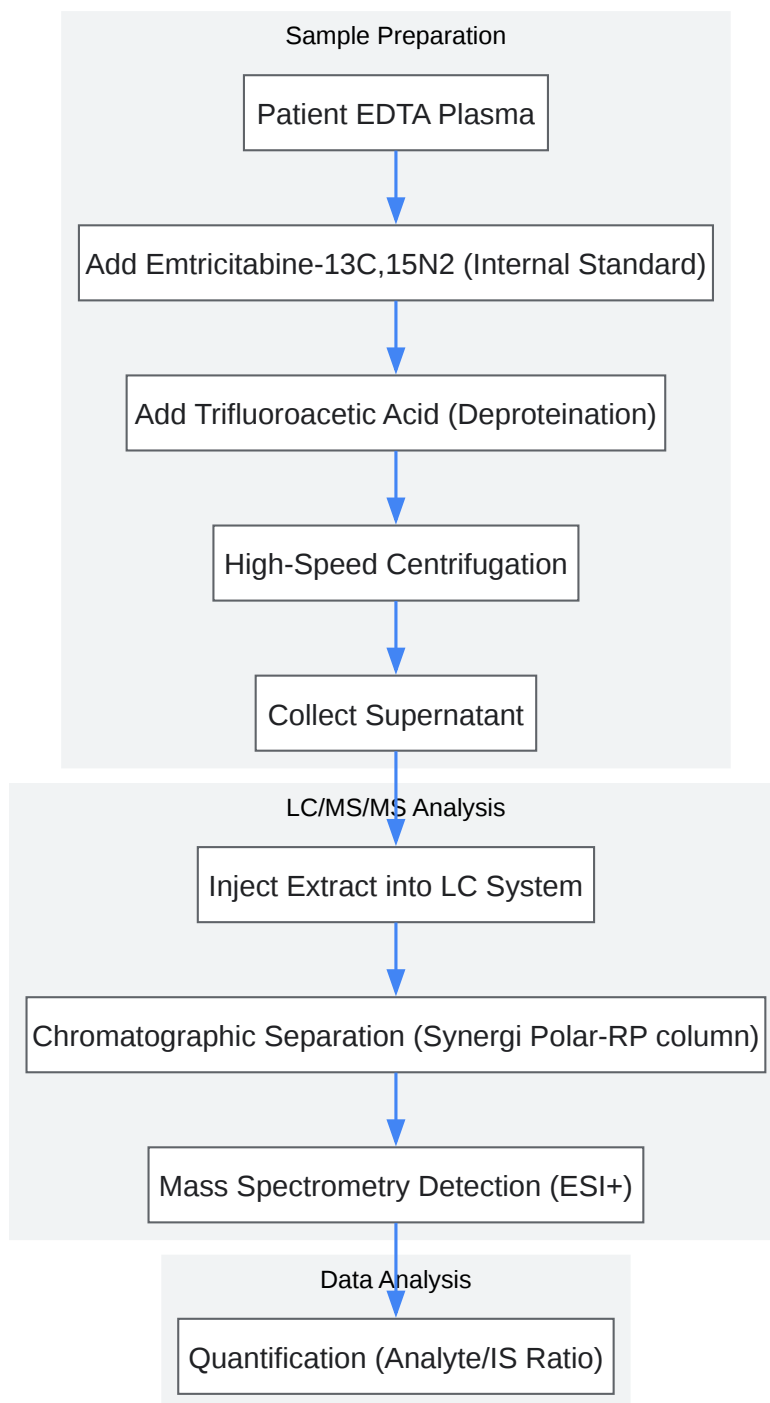 Sample Preparation
Patient EDTA Plasma
Add Emtricitabine-13C,15N2 (Internal Standard)
Add Trifluoroacetic Acid (Deproteination)
High-Speed Centrifugation
Collect Supernatant
LC/MS/MS Analysis
Inject Extract into LC System
Chromatographic Separation (Synergi Polar-RP column)
Mass Spectrometry Detection (ESI+)
Data Analysis
Quantification (Analyte/IS Ratio)